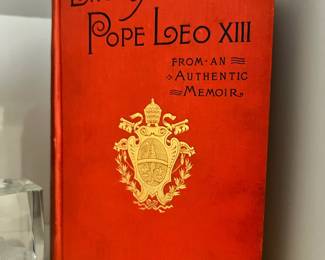 POPE LEO XIII
FROM·AN
AUTHENTIC
MEMOIR.